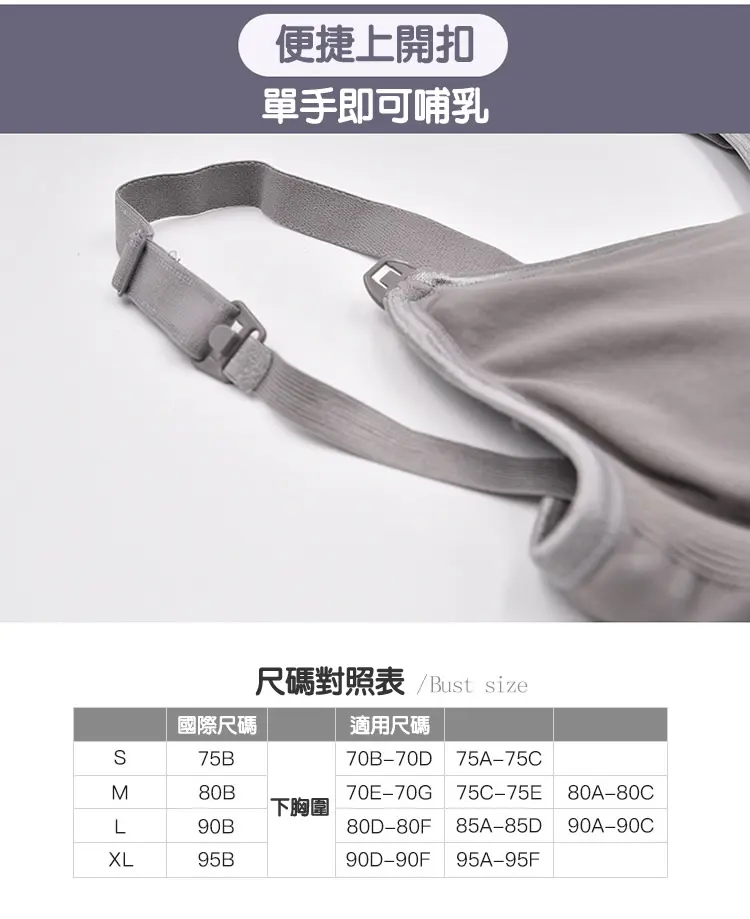 便捷上開扣
單手即可哺乳
尺碼對照表 /Bust size
國際尺碼 適用尺碼
S 75B 70B-70D 75A-75C
M 80B 70E-70G 75C-75E 80A-80C
下胸圍
L 90B 80D-80F 85A-85D 90A-90C
XL 95B 90D-90F 95A-95F